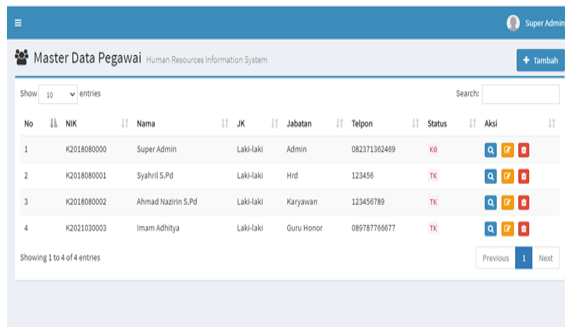 Super Admin
Master Data Pegawai Human Resources Information System
+ Tambah
Show 10 entries Search:
No NIK Nama JK Jabatan Telpon Status Aksi
1 K2018080000 Super Admin Laki-laki Admin 082371362469 K0
2 K2018080001 Syahril S.Pd Laki-laki Hrd 123456 TK
3 K2018080002 Ahmad Nazirin S.Pd Laki-laki Karyawan 123456789 TK
4 K2021030003 Imam Adhitya Laki-laki Guru Honor 089787766677 TK
Showing 1 to 4 of 4 entries Previous 1 Next